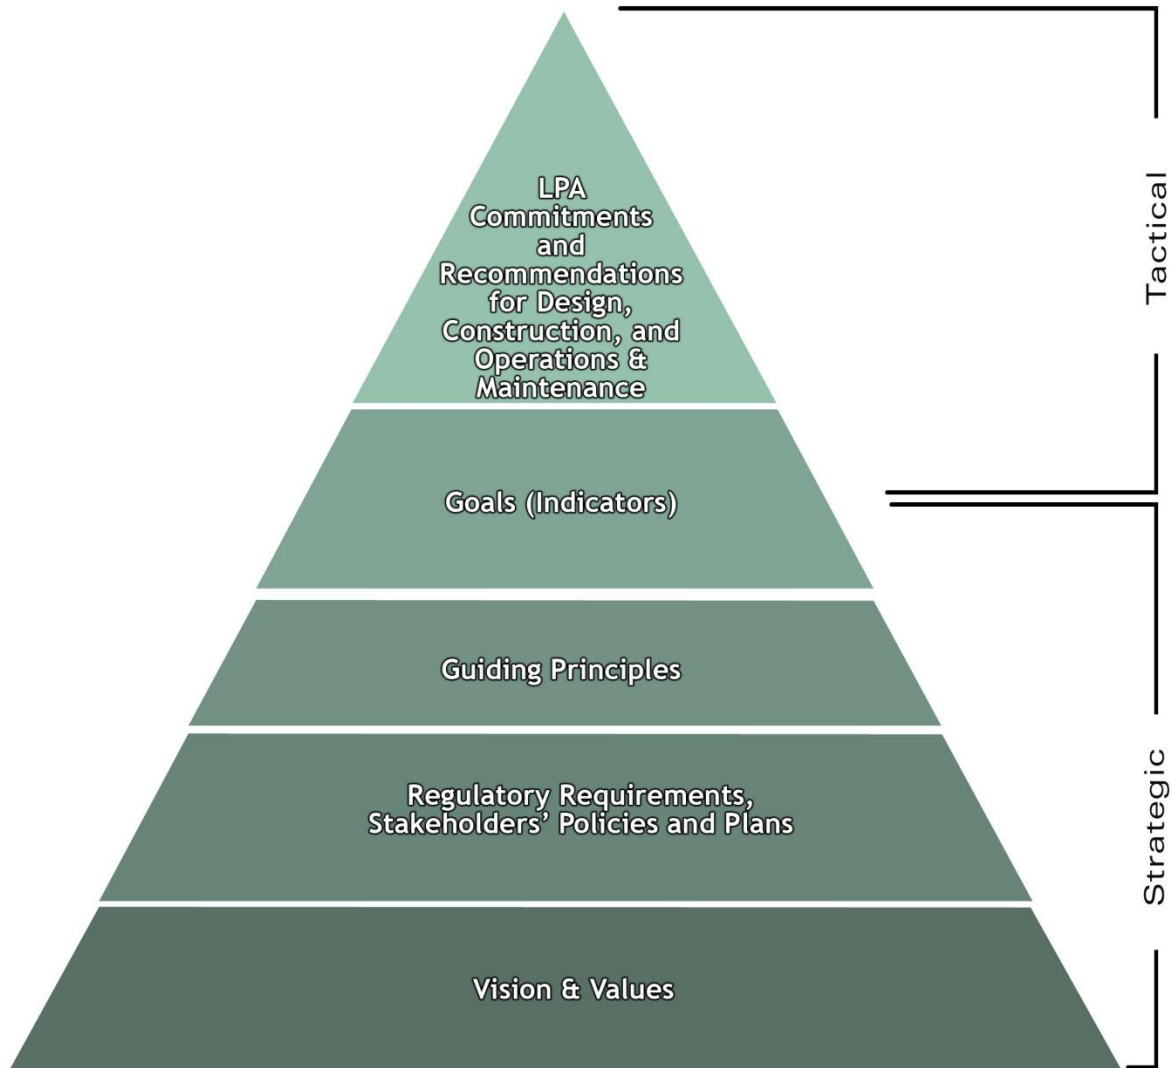 LPA
Commitments
and
Recommendations
for Design,
Construction, and
Operations &
Maintenance
Goals (Indicators)
Guiding Principles
Regulatory Requirements,
Stakeholders’ Policies and Plans
Vision & Values
Tactical
Strategic